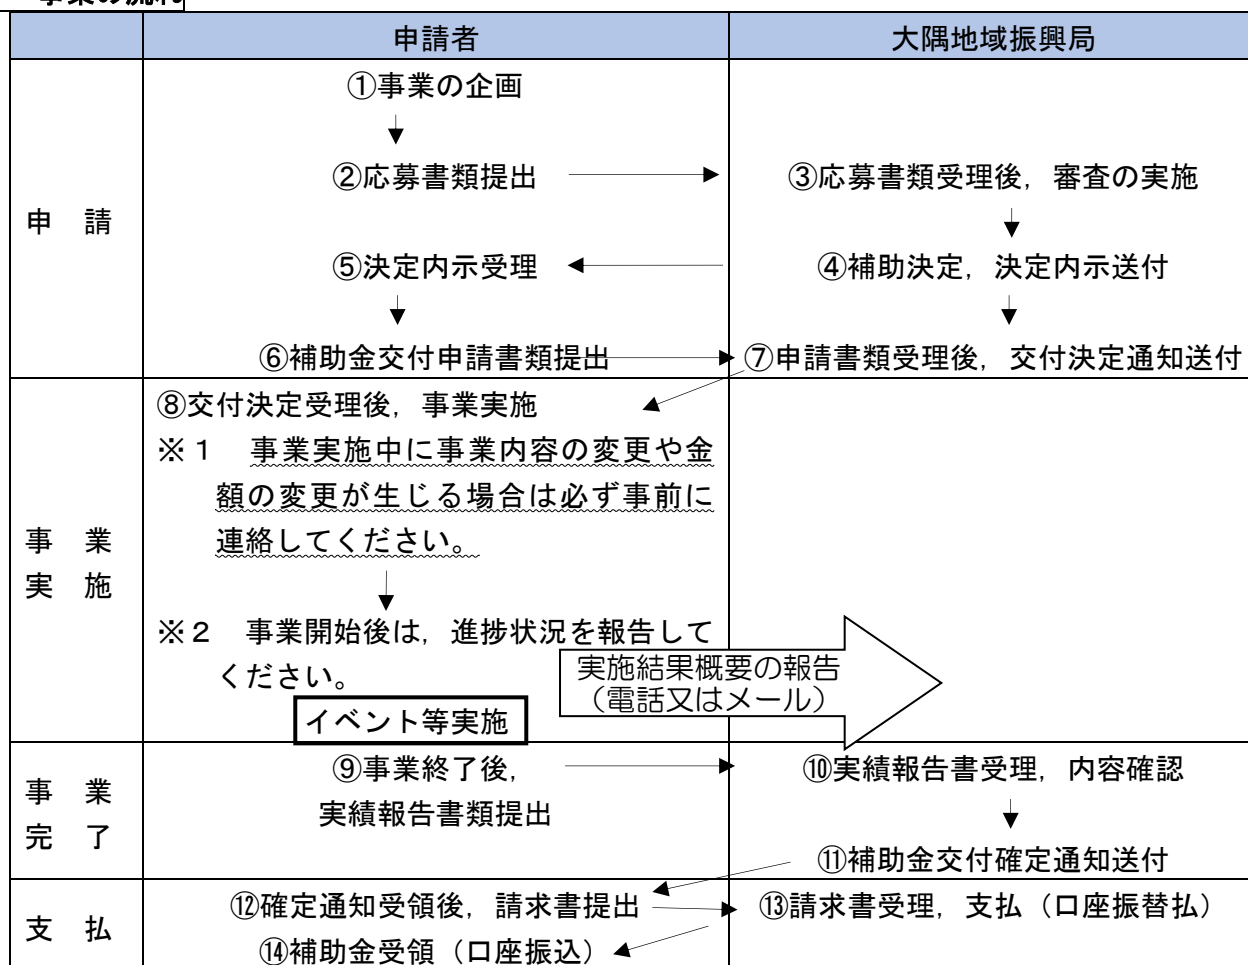 事業の流れ
申請者
大隅地域振興局
申　請
①事業の企画
②応募書類提出
③応募書類受理後，審査の実施
⑤決定内示受理
④補助決定，決定内示送付
⑥補助金交付申請書類提出
⑦申請書類受理後，交付決定通知送付
事　業
実　施
⑧交付決定受理後，事業実施
※１　事業実施中に事業内容の変更や金
額の変更が生じる場合は必ず事前に
連絡してください。
※２　事業開始後は，進捗状況を報告して
ください。
実施結果概要の報告
（電話又はメール）
イベント等実施
事　業
完　了
⑨事業終了後，
実績報告書類提出
⑩実績報告書受理，内容確認
⑪補助金交付確定通知送付
支　払
⑫確定通知受領後，請求書提出
⑬請求書受理，支払（口座振替払）
⑭補助金受領（口座振込）